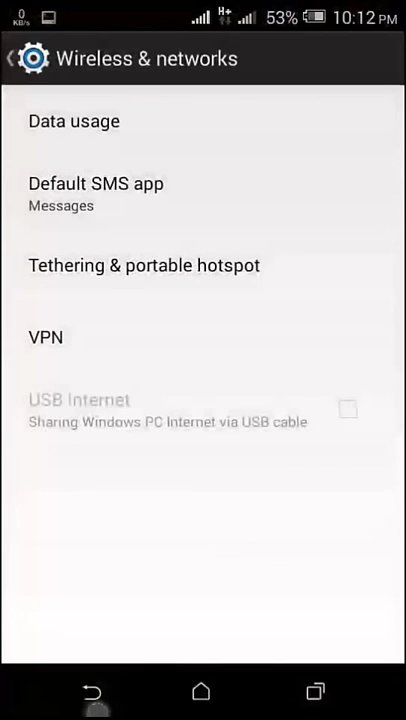 0
KB/s
H+
53%
10:12 PM
Wireless & networks
Data usage
Default SMS app
Messages
Tethering & portable hotspot
VPN
USB Internet
Sharing Windows PC Internet via USB cable